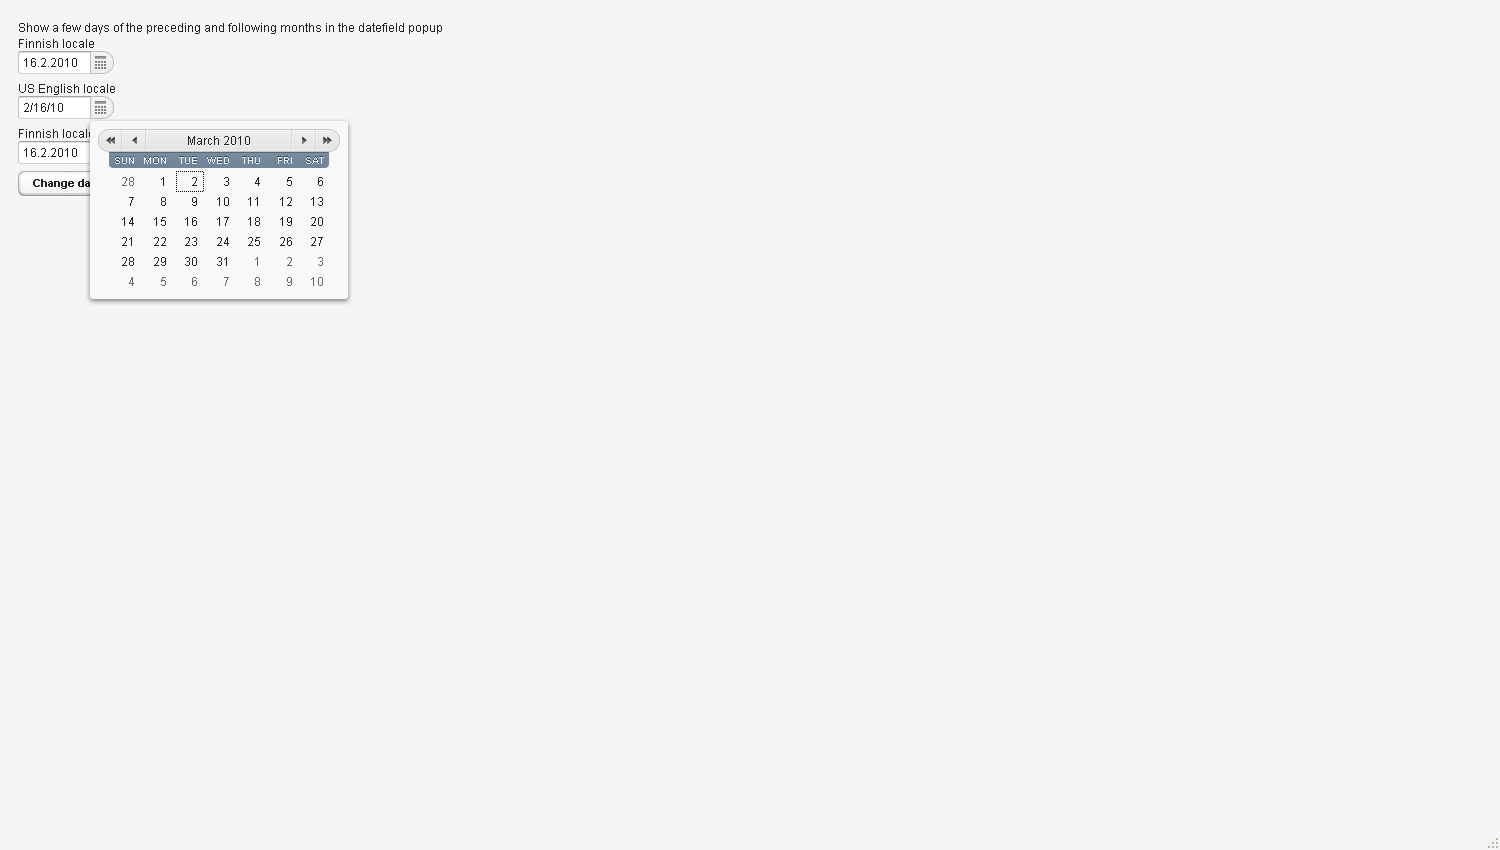 Show a few days of the preceding and following months in the datefield popup
Finnish locale
16.2.2010
US English locale
2/16/10
Finnish local
16.2.2010
Change da
March 2010
SUN MON TUE WED THU FRI SAT
28 1 2 3 4 5 6
7 8 9 10 11 12 13
14 15 16 17 18 19 20
21 22 23 24 25 26 27
28 29 30 31 1 2 3
4 5 6 7 8 9 10